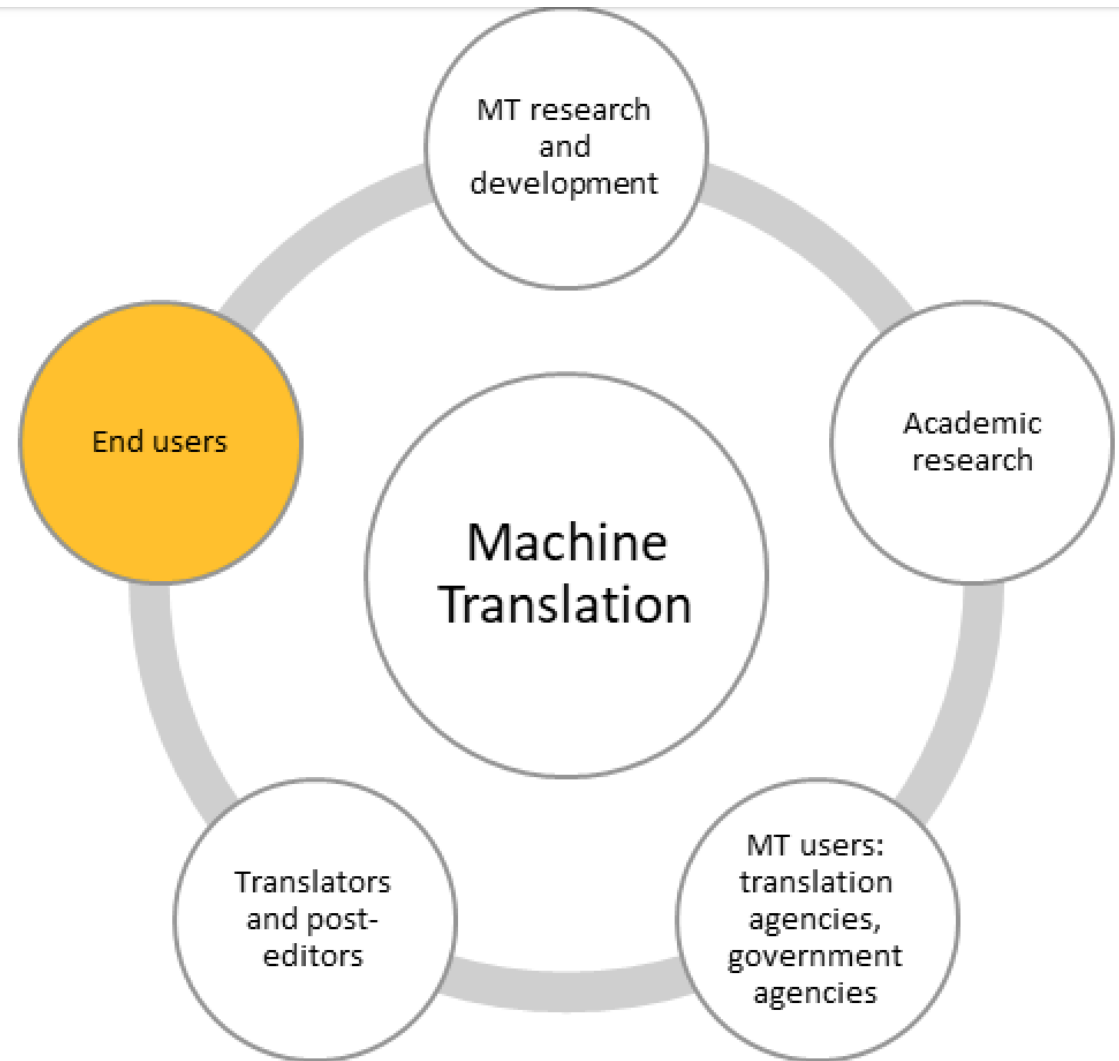 MT research
and
development
Academic
research
End users
Machine
Translation
MT users:
translation
agencies,
government
agencies
Translators
and post-
editors